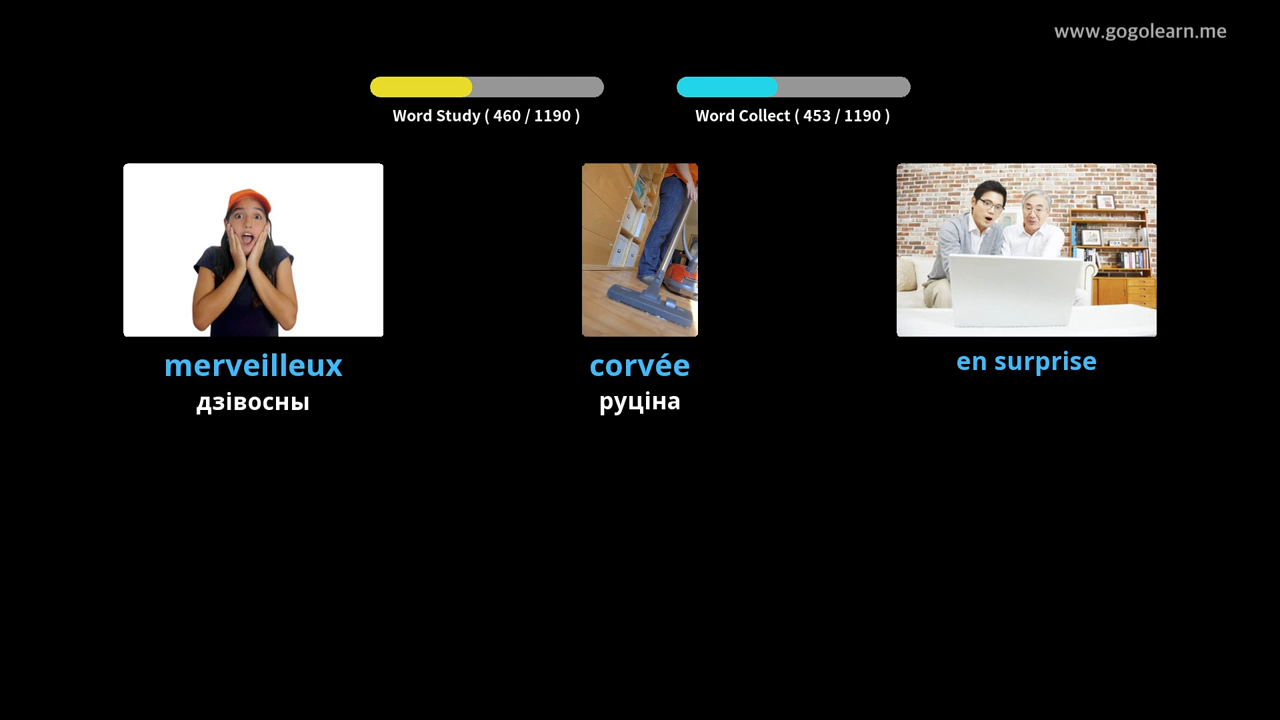 www.gogolearn.me
Word Study ( 460 / 1190 )
Word Collect ( 453 / 1190 )
merveilleux
дзівосны
corvée
руціна
en surprise